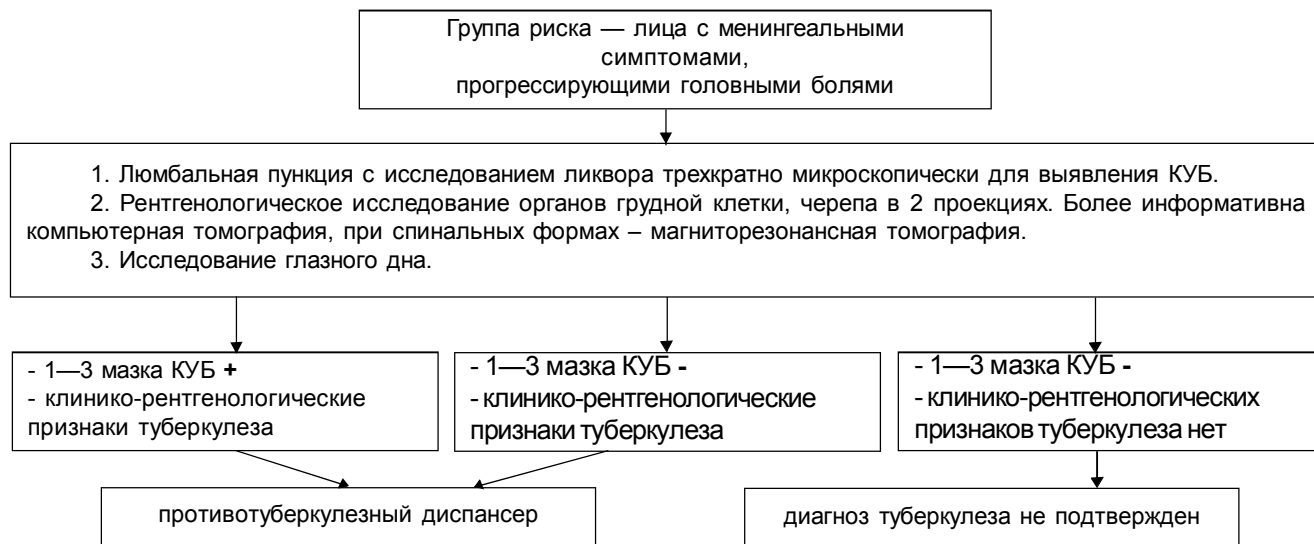 Группа риска — лица с менингеальными
симптомами,
прогрессирующими головными болями
1. Люмбальная пункция с исследованием ликвора трехкратно микроскопически для выявления КУБ.
2. Рентгенологическое исследование органов грудной клетки, черепа в 2 проекциях. Более информативна
компьютерная томография, при спинальных формах – магниторезонансная томография.
3. Исследование глазного дна.
- 1—3 мазка КУБ +
- клинико-рентгенологические
признаки туберкулеза
- 1—3 мазка КУБ -
- клинико-рентгенологические
признаки туберкулеза
- 1—3 мазка КУБ -
- клинико-рентгенологических
признаков туберкулеза нет
противотуберкулезный диспансер
диагноз туберкулеза не подтвержден